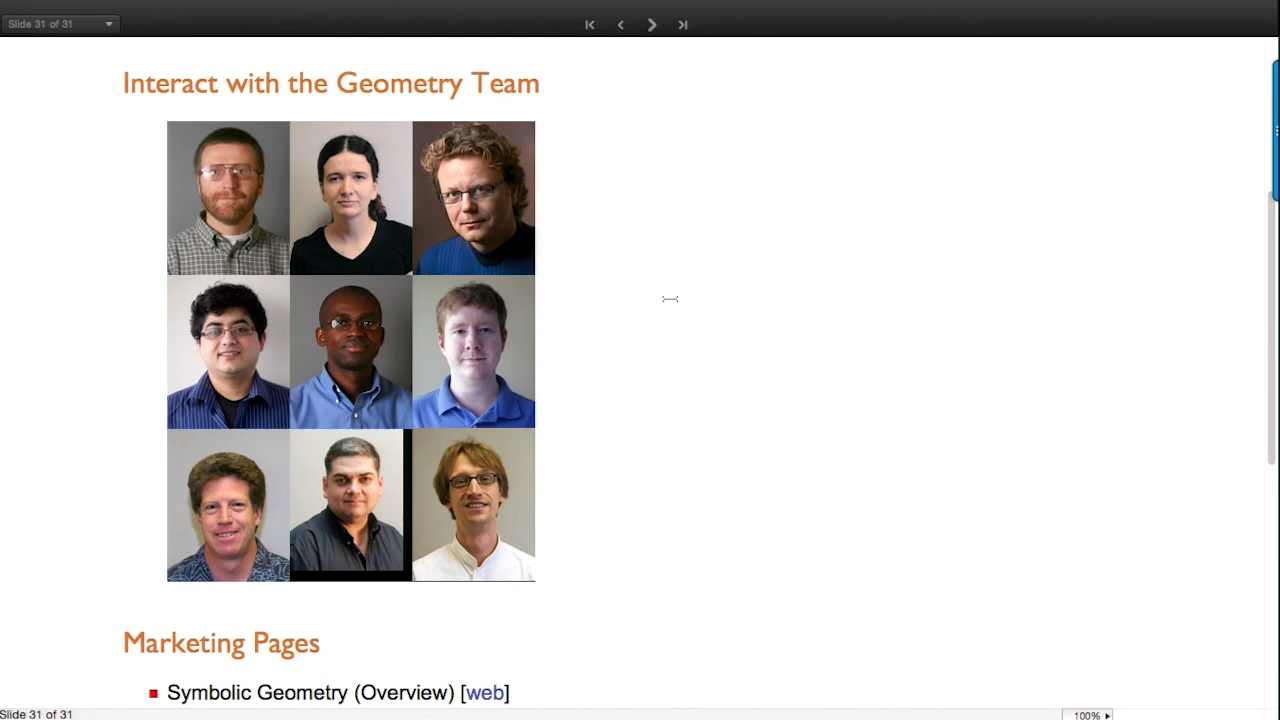 Slide 31 of 31
Interact with the Geometry Team
Marketing Pages
Symbolic Geometry (Overview) [web]
Slide 31 of 31
100%